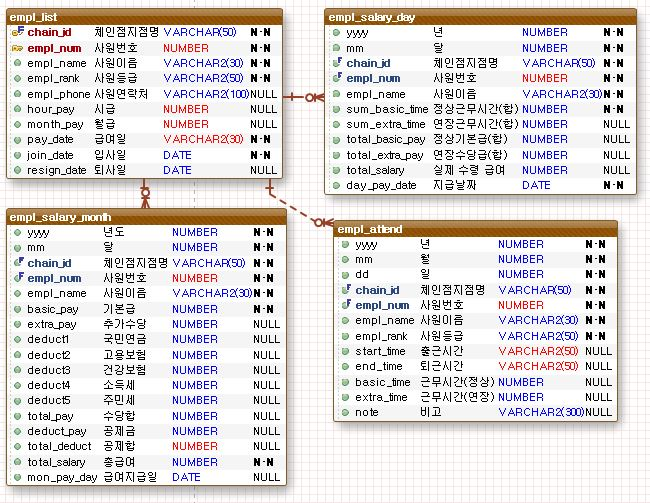 empl_list
chain_id 체인점지점명 VARCHAR(50) N-N
empl_num 사원번호 NUMBER N-N
empl_name 사원이름 VARCHAR2(30) N-N
empl_rank 사원등급 VARCHAR2(50) N-N
empl_phone 사원연락처 VARCHAR2(100) NULL
hour_pay 시급 NUMBER NULL
month_pay 월급 NUMBER NULL
pay_date 급여일 VARCHAR2(30) N-N
join_date 입사일 DATE N-N
resign_date 퇴사일 DATE NULL
empl_salary_day
yyyy 년 NUMBER N-N
mm 달 NUMBER N-N
chain_id 체인점지점명 VARCHAR(50) N-N
empl_num 사원번호 NUMBER N-N
empl_name 사원이름 VARCHAR2(30) N-N
sum_basic_time 정상근무시간(합) NUMBER N-N
sum_extra_time 연장근무시간(합) NUMBER NULL
total_basic_pay 정상기본급(합) NUMBER NULL
total_extra_pay 연장수당급(합) NUMBER NULL
total_salary 실제 수령 급여 NUMBER NULL
day_pay_date 지급날짜 DATE N-N
empl_salary_month
yyyy 년도 NUMBER N-N
mm 달 NUMBER N-N
chain_id 체인점지점명 VARCHAR(50) N-N
empl_num 사원번호 NUMBER N-N
empl_name 사원이름 VARCHAR2(30) N-N
basic_pay 기본급 NUMBER N-N
extra_pay 추가수당 NUMBER NULL
deduct1 국민연금 NUMBER NULL
deduct2 고용보험 NUMBER NULL
deduct3 건강보험 NUMBER NULL
deduct4 소득세 NUMBER NULL
deduct5 주민세 NUMBER NULL
total_pay 수당합 NUMBER NULL
deduct_pay 공제금 NUMBER NULL
total_deduct 공제합 NUMBER NULL
total_salary 총급여 NUMBER N-N
mon_pay_day 급여지급일 DATE NULL
empl_attend
yyyy 년 NUMBER N-N
mm 월 NUMBER N-N
dd 일 NUMBER N-N
chain_id 체인점지점명 VARCHAR(50) N-N
empl_num 사원번호 NUMBER N-N
empl_name 사원이름 VARCHAR2(30) N-N
empl_rank 사원등급 VARCHAR2(50) N-N
start_time 출근시간 VARCHAR2(50) NULL
end_time 퇴근시간 VARCHAR2(50) NULL
basic_time 근무시간(정상) NUMBER NULL
extra_time 근무시간(연장) NUMBER NULL
note 비고 VARCHAR2(300) NULL